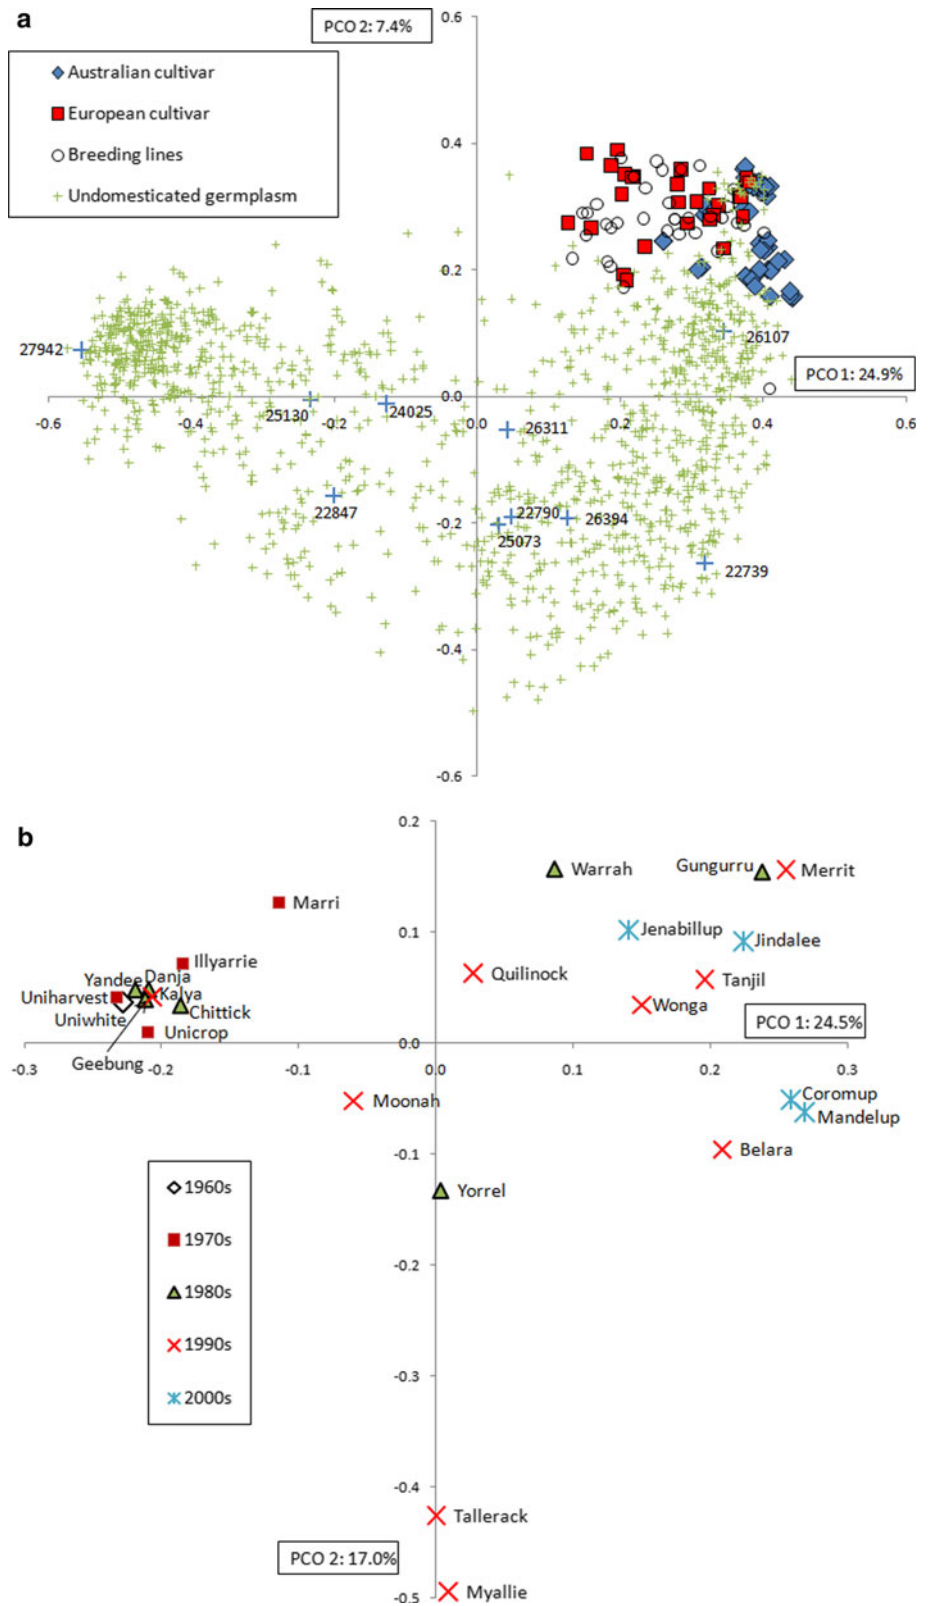 a
PCO 2: 7.4%
Australian cultivar
European cultivar
Breeding lines
Undomesticated germplasm
0.6
0.4
0.2
0.0
-0.2
-0.4
-0.6
-0.6
-0.4
-0.2
0.0
0.2
0.4
0.6
PCO 1: 24.9%
27942
25130
24025
26311
26107
22847
22790
26394
25073
22739
b
0.2
0.1
0.0
-0.1
-0.2
-0.3
-0.4
-0.5
-0.3
-0.2
-0.1
0.0
0.1
0.2
0.3
PCO 1: 24.5%
PCO 2: 17.0%
Warrah
Gungurru
Merrit
Marri
Jenabillup
Jindalee
Illyarrie
Quilinock
Tanjil
Yandee
Danja
Kalya
Uniharvest
Wonga
Chittick
Uniwhite
Unicrop
Geebung
Moonah
Coromup
Mandelup
Belara
Yorrel
1960s
1970s
1980s
1990s
2000s
Tallerack
Myallie